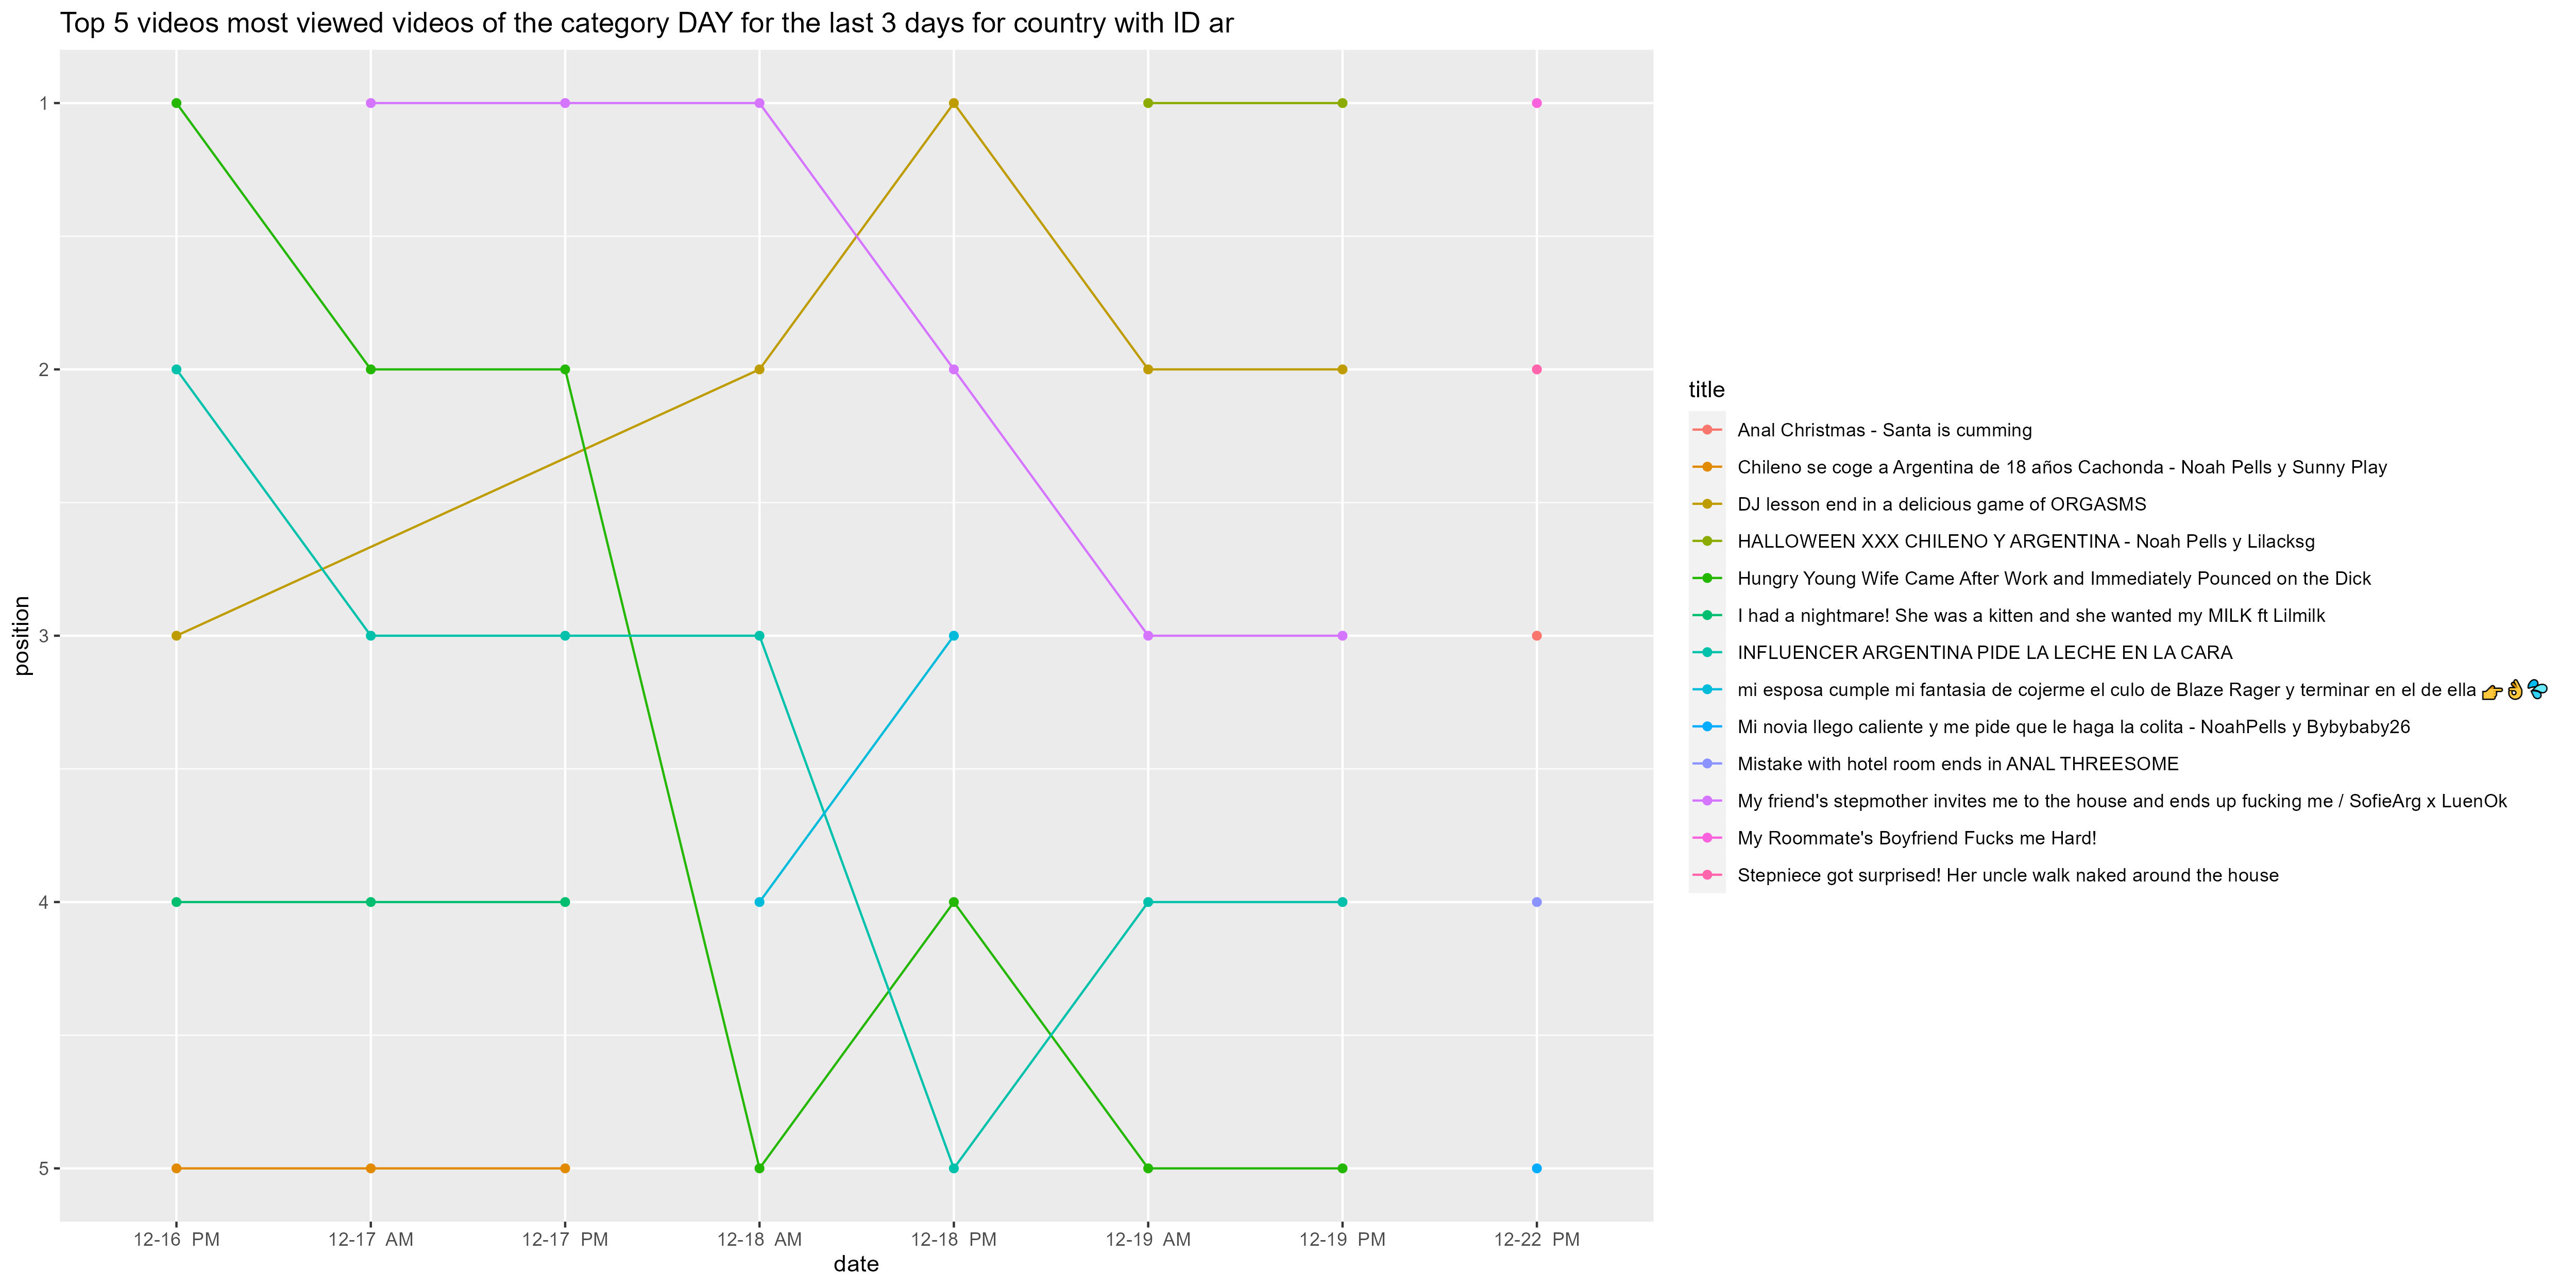 Top 5 videos most viewed videos of the category DAY for the last 3 days for country with ID ar
position
1
2
3
4
5
12-16 PM
12-17 AM
12-17 PM
12-18 AM
12-18 PM
12-19 AM
12-19 PM
12-22 PM
date
title
Anal Christmas - Santa is cumming
Chileno se coge a Argentina de 18 años Cachonda - Noah Pells y Sunny Play
DJ lesson end in a delicious game of ORGASMS
HALLOWEEN XXX CHILENO Y ARGENTINA - Noah Pells y Lilacksg
Hungry Young Wife Came After Work and Immediately Pounced on the Dick
I had a nightmare! She was a kitten and she wanted my MILK ft Lilmilk
INFLUENCER ARGENTINA PIDE LA LECHE EN LA CARA
mi esposa cumple mi fantasia de cojerme el culo de Blaze Rager y terminar en el de ella 👉👌💦
Mi novia llego caliente y me pide que le haga la colita - NoahPells y Bybybaby26
Mistake with hotel room ends in ANAL THREESOME
My friend's stepmother invites me to the house and ends up fucking me / SofieArg x LuenOk
My Roommate's Boyfriend Fucks me Hard!
Stepniece got surprised! Her uncle walk naked around the house